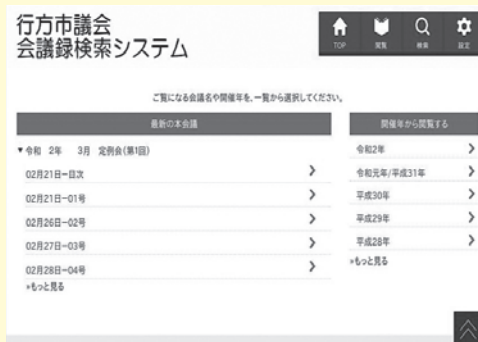 行方市議会
会議録検索システム
TOP
閲覧
検索
設定
ご覧になる会議名や開催年を、一覧から選択してください。
最新の本会議
▼令和 2年 3月 定例会(第1回)
02月21日-目次
02月21日-01号
02月26日-02号
02月27日-03号
02月28日-04号
»もっと見る
開催年から閲覧する
令和2年
令和元年/平成31年
平成30年
平成29年
平成28年
»もっと見る